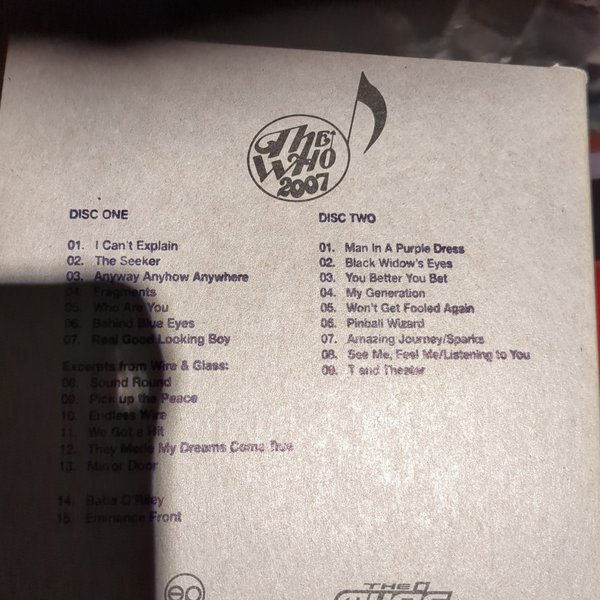 THE
WHO
2007
DISC ONE
01. I Can't Explain
02. The Seeker
03. Anyway Anyhow Anywhere
04. Fragments
05. Who Are You
06. Behind Blue Eyes
07. Real Good Looking Boy
Excerpts from Wire & Glass:
08. Sound Round
09. Pick up the Peace
10. Endless Wire
11. We Got a Hit
12. They Made My Dreams Come True
13. Mirror Door
14. Baba O'Riley
15. Eminence Front
DISC TWO
01. Man In A Purple Dress
02. Black Widow's Eyes
03. You Better You Bet
04. My Generation
05. Won't Get Fooled Again
06. Pinball Wizard
07. Amazing Journey/Sparks
08. See Me, Feel Me/Listening to You
09. T and Theater
THE